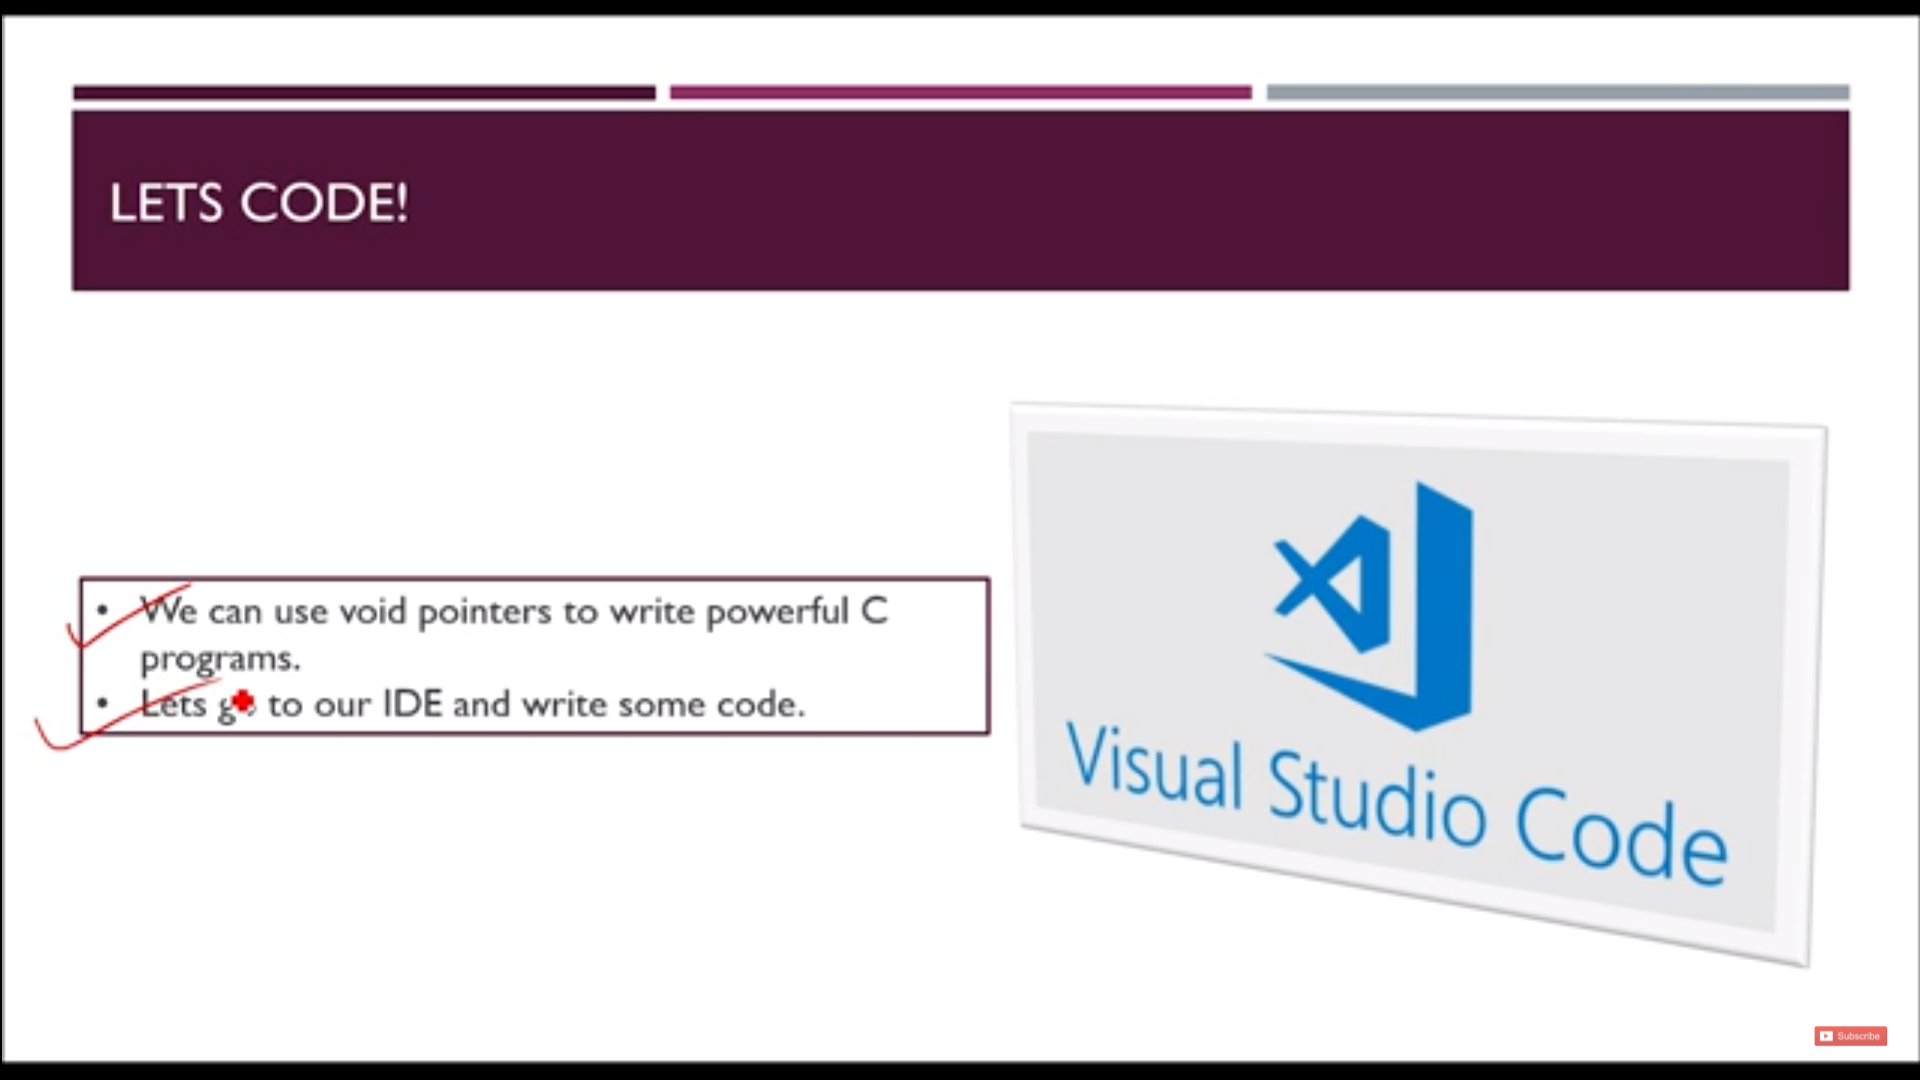 LETS CODE!
• We can use void pointers to write powerful C
programs.
• Lets go to our IDE and write some code.
Visual Studio Code
Subscribe